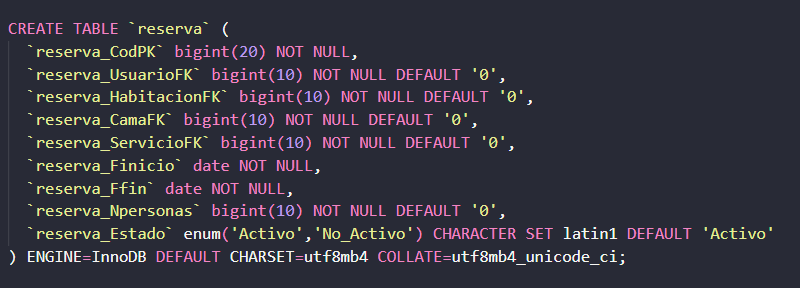 CREATE TABLE `reserva` (
`reserva_CodPK` bigint(20) NOT NULL,
`reserva_UsuarioFK` bigint(10) NOT NULL DEFAULT '0',
`reserva_HabitacionFK` bigint(10) NOT NULL DEFAULT '0',
`reserva_CamaFK` bigint(10) NOT NULL DEFAULT '0',
`reserva_ServicioFK` bigint(10) NOT NULL DEFAULT '0',
`reserva_Finicio` date NOT NULL,
`reserva_Ffin` date NOT NULL,
`reserva_Npersonas` bigint(10) NOT NULL DEFAULT '0',
`reserva_Estado` enum('Activo','No_Activo') CHARACTER SET latin1 DEFAULT 'Activo'
) ENGINE=InnoDB DEFAULT CHARSET=utf8mb4 COLLATE=utf8mb4_unicode_ci;